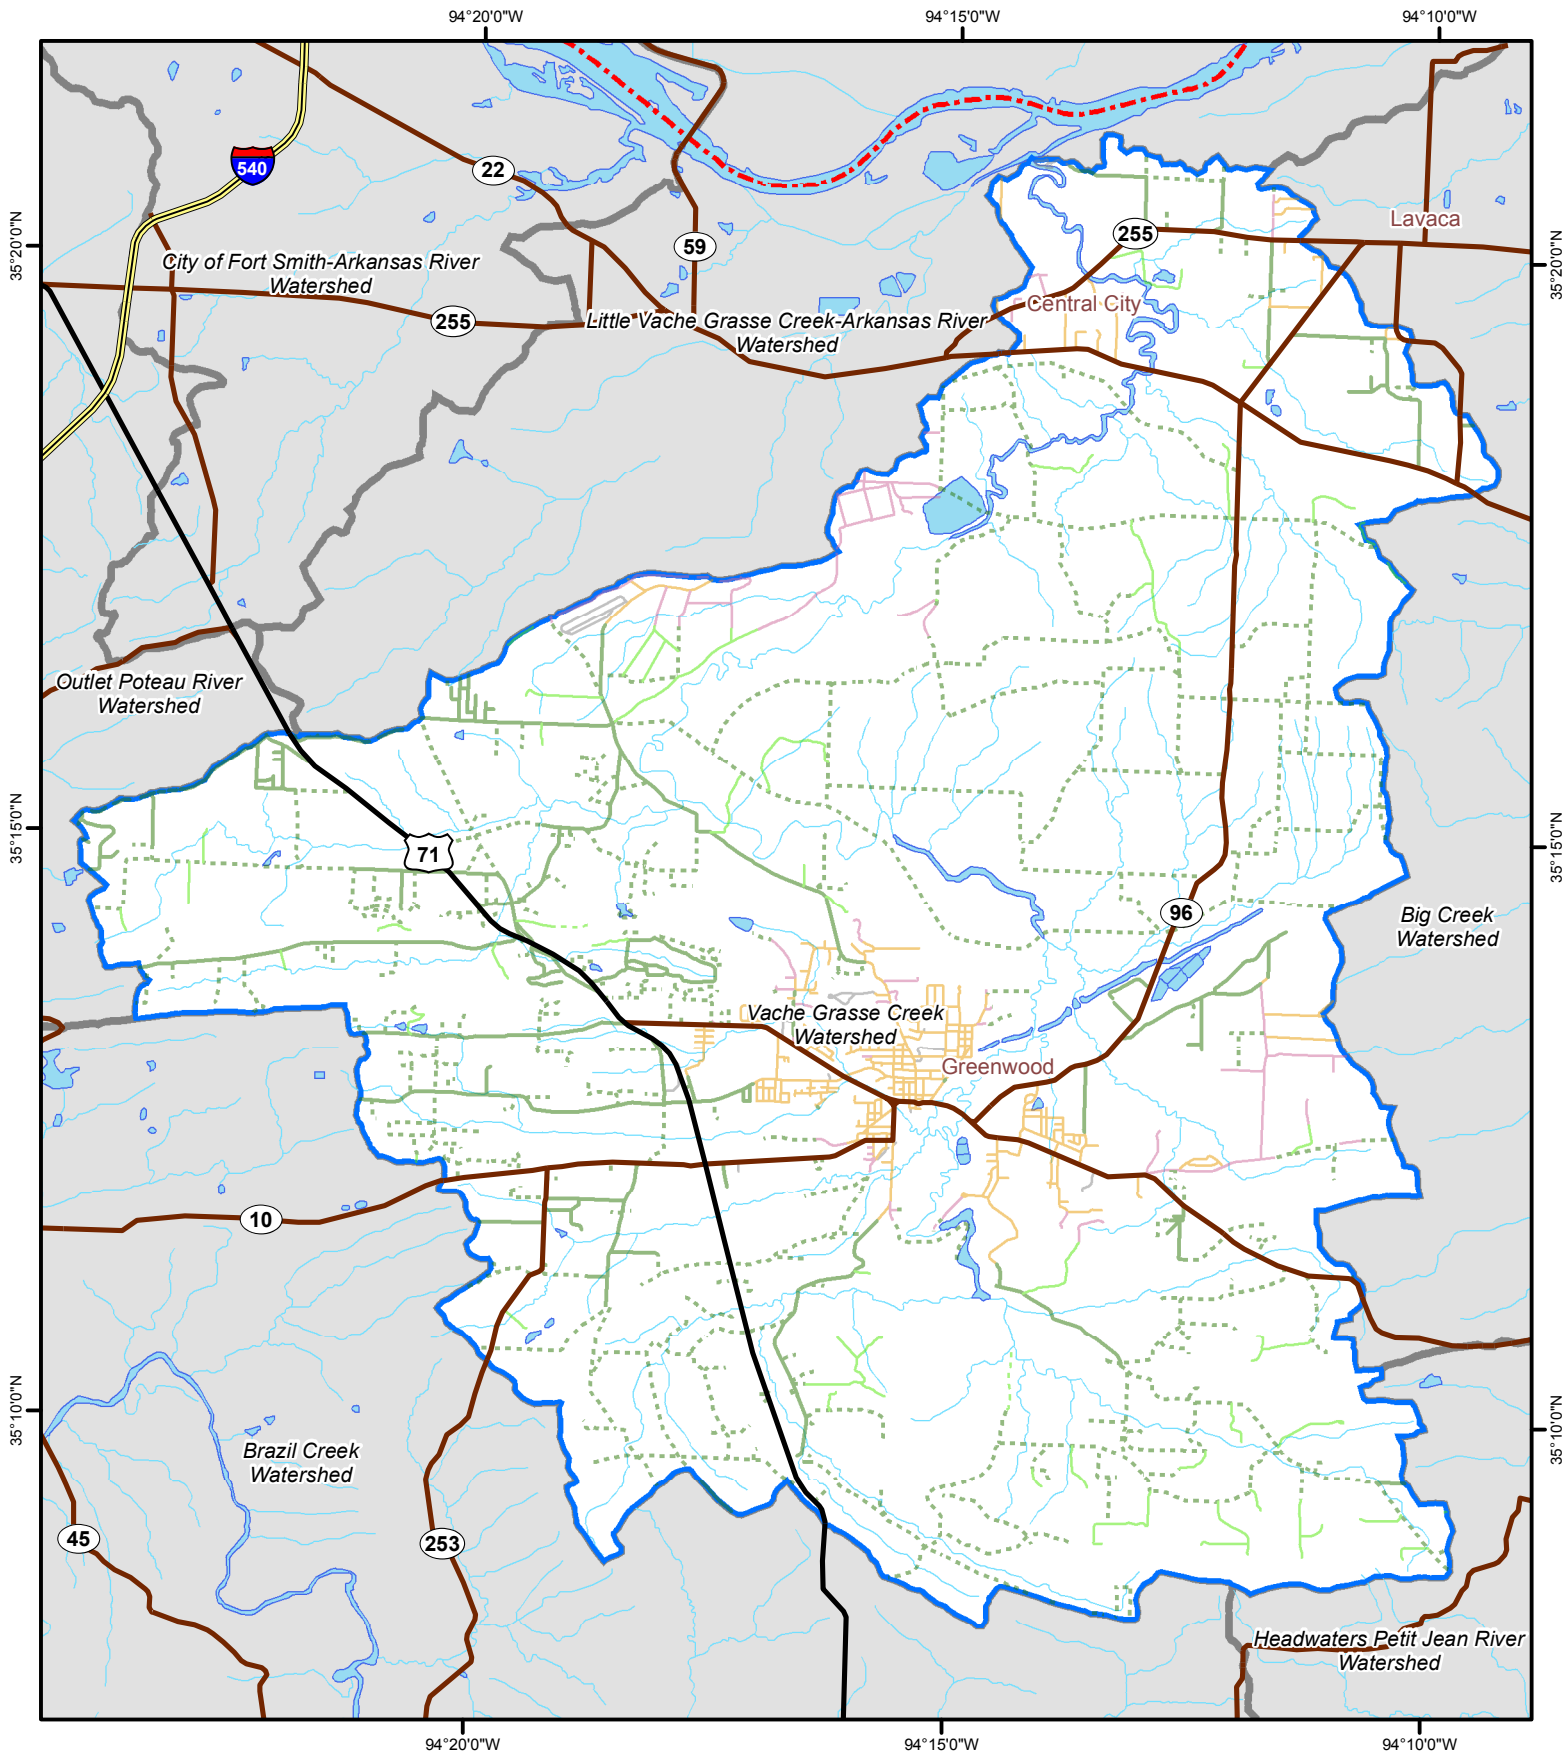 94°20'0"W
94°15'0"W
94°10'0"W
540
22
255
59
Lavaca
35°20'0"N
35°20'0"N
City of Fort Smith-Arkansas River
Watershed
255
Central City
Little Vache Grasse Creek-Arkansas River
Watershed
Outlet Poteau River
Watershed
35°15'0"N
35°15'0"N
71
96
Big Creek
Watershed
Vache Grasse Creek
Watershed
Greenwood
10
35°10'0"N
35°10'0"N
Brazil Creek
Watershed
45
253
Headwaters Petit Jean River
Watershed
94°20'0"W
94°15'0"W
94°10'0"W